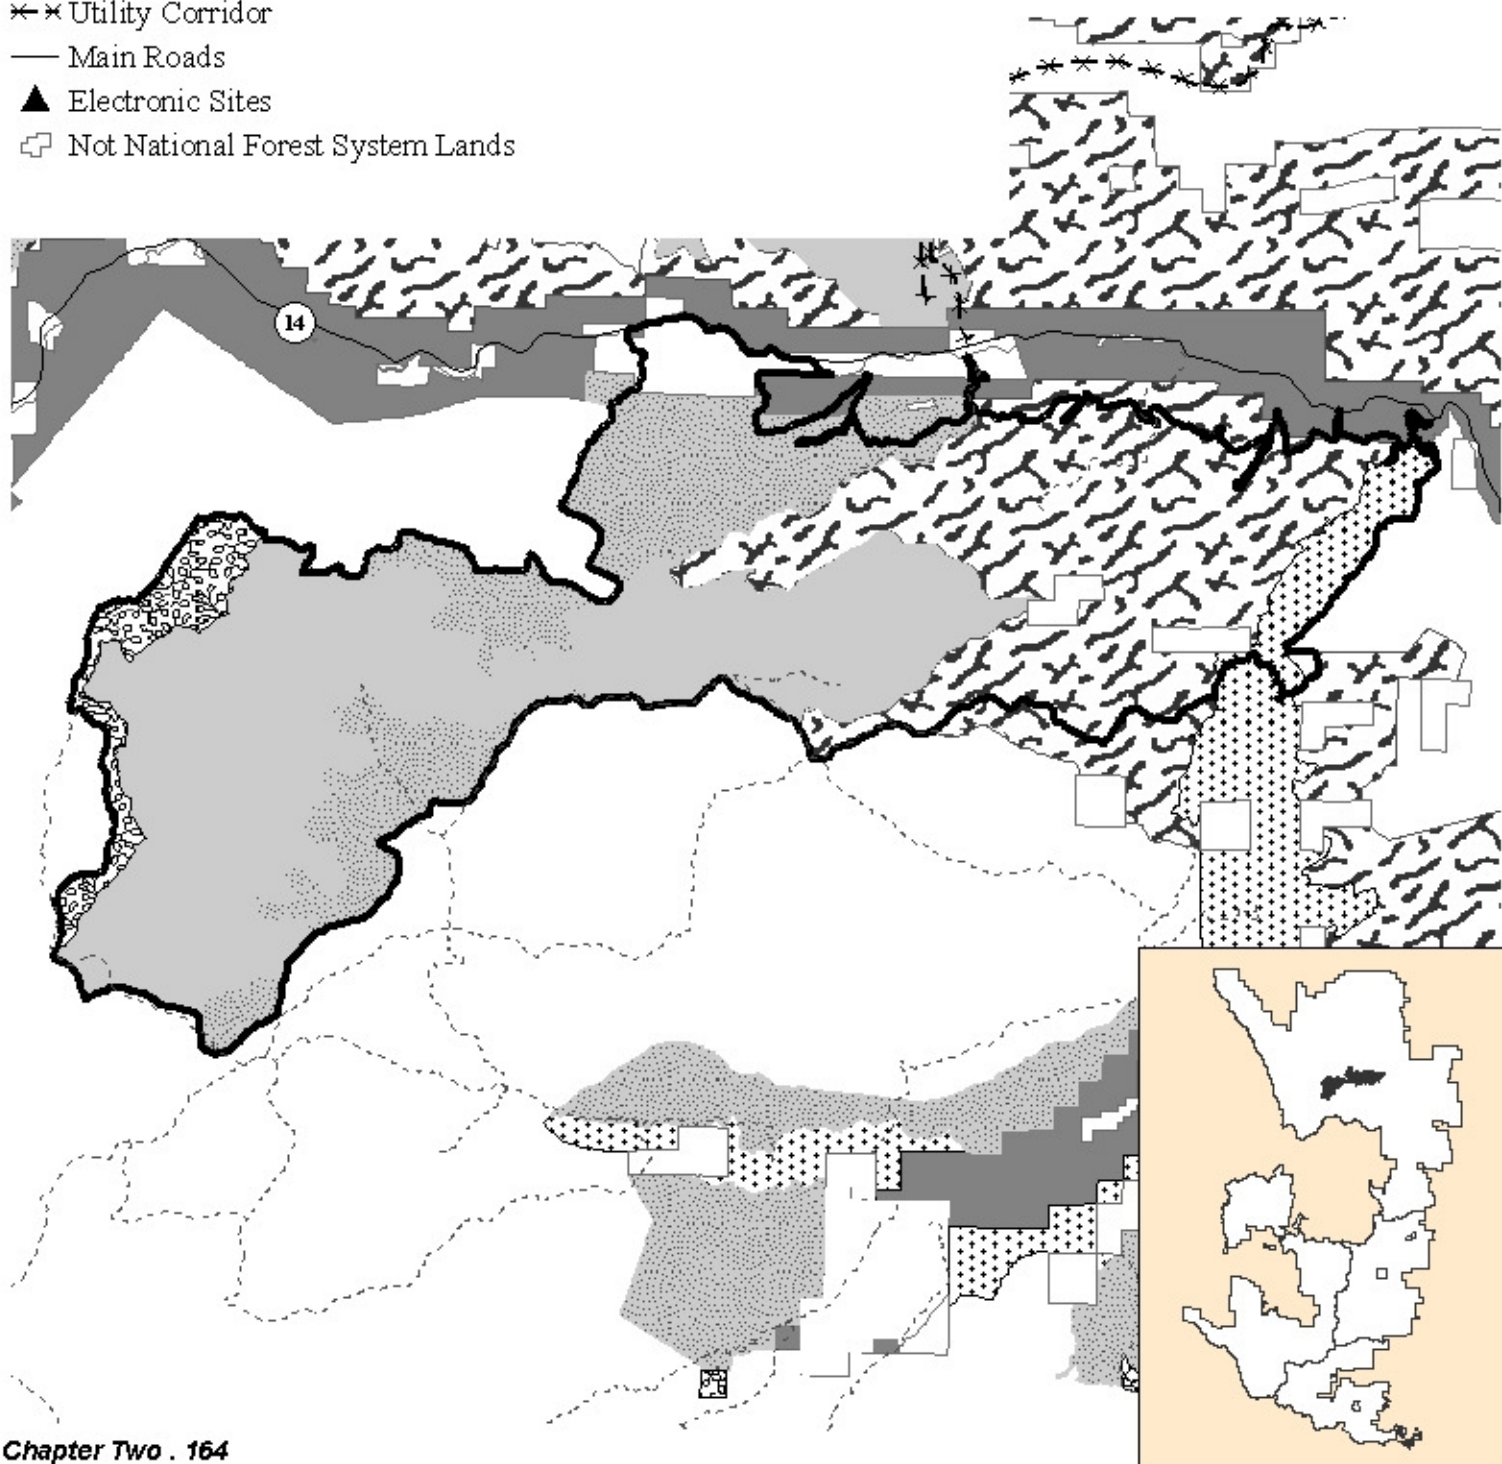 Utility Corridor
Main Roads
Electronic Sites
Not National Forest System Lands
14
Chapter Two . 164